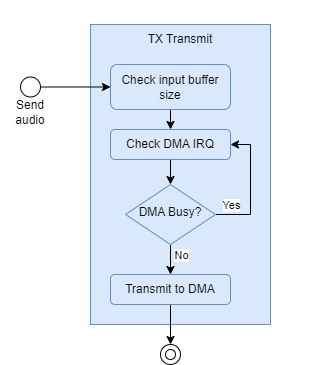 TX Transmit
Check input buffer
size
Send
audio
Check DMA IRQ
DMA Busy?
Yes
No
Transmit to DMA